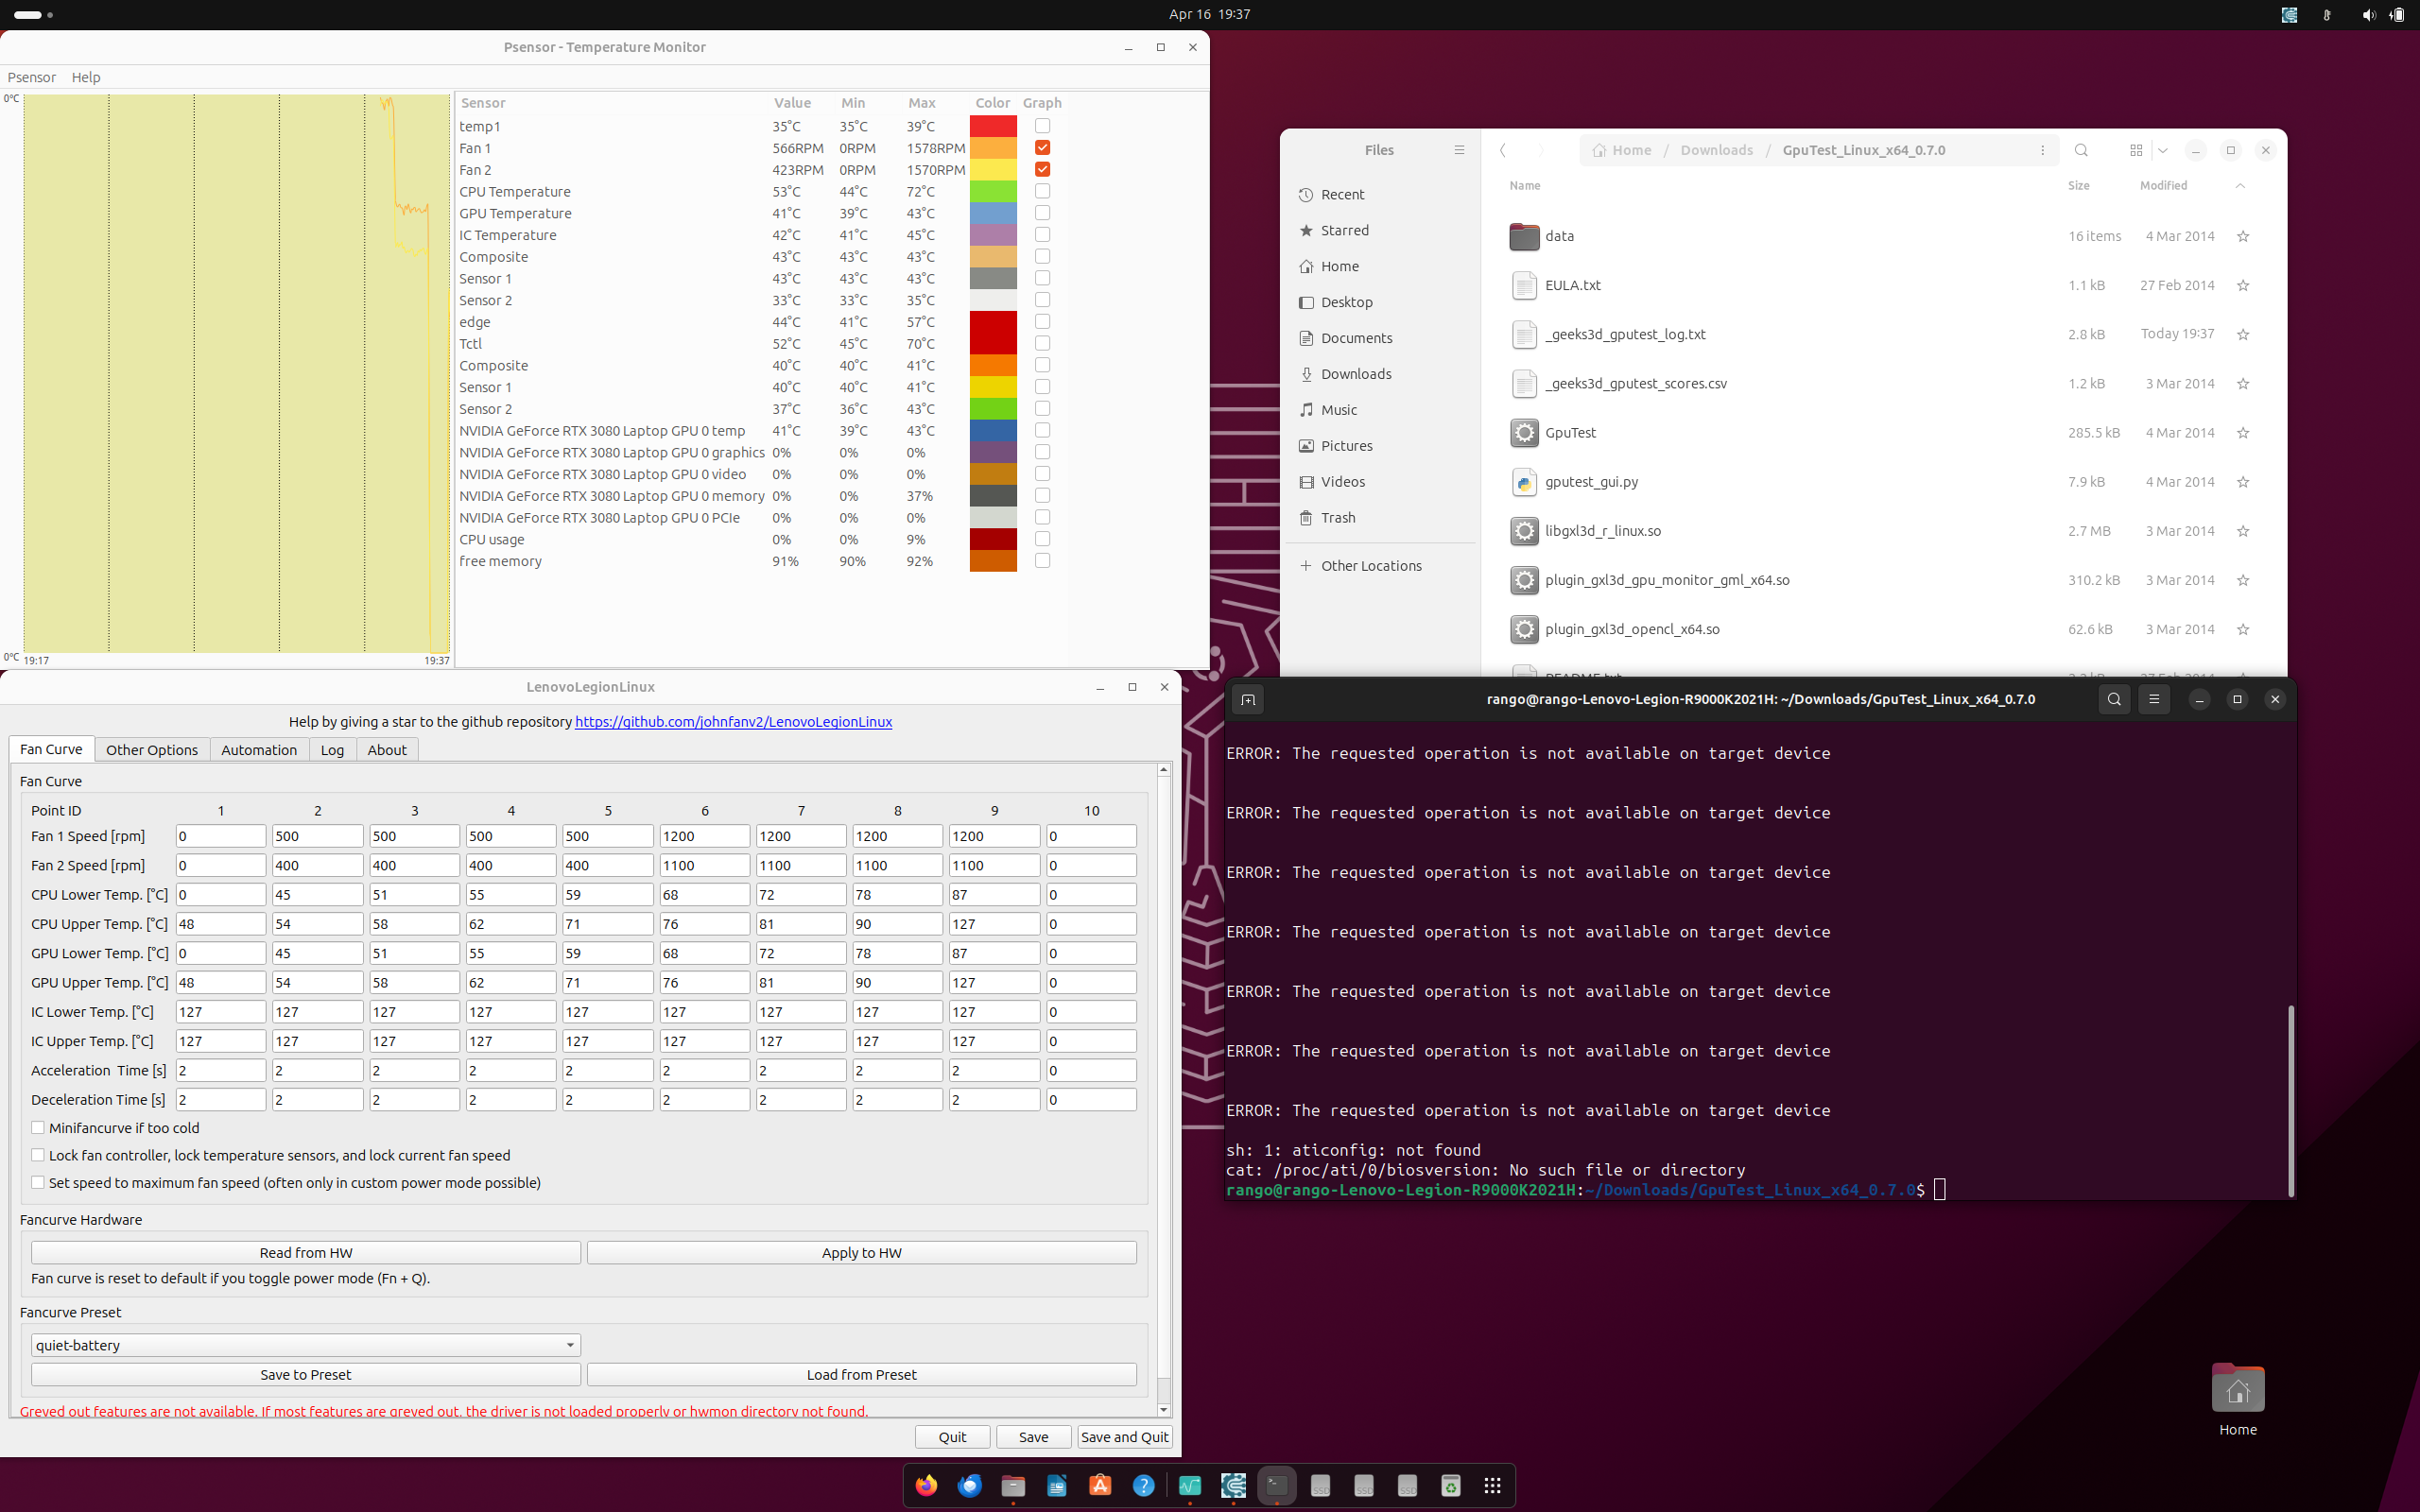 Apr 16 19:37
Psensor - Temperature Monitor
Psensor Help
0°C
0°C
19:17 19:37
Sensor Value Min Max Color Graph
temp1 35°C 35°C 39°C
Fan 1 566RPM 0RPM 1578RPM
Fan 2 423RPM 0RPM 1570RPM
CPU Temperature 53°C 44°C 72°C
GPU Temperature 41°C 39°C 43°C
IC Temperature 42°C 41°C 45°C
Composite 43°C 43°C 43°C
Sensor 1 43°C 43°C 43°C
Sensor 2 33°C 33°C 35°C
edge 44°C 41°C 57°C
Tctl 52°C 45°C 70°C
Composite 40°C 40°C 41°C
Sensor 1 40°C 40°C 41°C
Sensor 2 37°C 36°C 43°C
NVIDIA GeForce RTX 3080 Laptop GPU 0 temp 41°C 39°C 43°C
NVIDIA GeForce RTX 3080 Laptop GPU 0 graphics 0% 0% 0%
NVIDIA GeForce RTX 3080 Laptop GPU 0 video 0% 0% 0%
NVIDIA GeForce RTX 3080 Laptop GPU 0 memory 0% 0% 37%
NVIDIA GeForce RTX 3080 Laptop GPU 0 PCIe 0% 0% 0%
CPU usage 0% 0% 9%
free memory 91% 90% 92%
Files
Home / Downloads / GpuTest_Linux_x64_0.7.0
Recent
Starred
Home
Desktop
Documents
Downloads
Music
Pictures
Videos
Trash
Other Locations
Name Size Modified
data 16 items 4 Mar 2014
EULA.txt 1.1 kB 27 Feb 2014
_geeks3d_gputest_log.txt 2.8 kB Today 19:37
_geeks3d_gputest_scores.csv 1.2 kB 3 Mar 2014
GpuTest 285.5 kB 4 Mar 2014
gputest_gui.py 7.9 kB 4 Mar 2014
libgxl3d_r_linux.so 2.7 MB 3 Mar 2014
plugin_gxl3d_gpu_monitor_gml_x64.so 310.2 kB 3 Mar 2014
plugin_gxl3d_opencl_x64.so 62.6 kB 3 Mar 2014
LenovoLegionLinux
Help by giving a star to the github repository https://github.com/johnfanv2/LenovoLegionLinux
Fan Curve Other Options Automation Log About
Fan Curve
Point ID 1 2 3 4 5 6 7 8 9 10
Fan 1 Speed [rpm] 0 500 500 500 500 1200 1200 1200 1200 0
Fan 2 Speed [rpm] 0 400 400 400 400 1100 1100 1100 1100 0
CPU Lower Temp. [°C] 0 45 51 55 59 68 72 78 87 0
CPU Upper Temp. [°C] 48 54 58 62 71 76 81 90 127 0
GPU Lower Temp. [°C] 0 45 51 55 59 68 72 78 87 0
GPU Upper Temp. [°C] 48 54 58 62 71 76 81 90 127 0
IC Lower Temp. [°C] 127 127 127 127 127 127 127 127 127 0
IC Upper Temp. [°C] 127 127 127 127 127 127 127 127 127 0
Acceleration Time [s] 2 2 2 2 2 2 2 2 2 0
Deceleration Time [s] 2 2 2 2 2 2 2 2 2 0
Minifancurve if too cold
Lock fan controller, lock temperature sensors, and lock current fan speed
Set speed to maximum fan speed (often only in custom power mode possible)
Fancurve Hardware
Read from HW Apply to HW
Fan curve is reset to default if you toggle power mode (Fn + Q).
Fancurve Preset
quiet-battery
Save to Preset Load from Preset
Greyed out features are not available. If most features are greyed out, the driver is not loaded properly or hwmon directory not found.
Quit Save Save and Quit
rango@rango-Lenovo-Legion-R9000K2021H: ~/Downloads/GpuTest_Linux_x64_0.7.0
ERROR: The requested operation is not available on target device
ERROR: The requested operation is not available on target device
ERROR: The requested operation is not available on target device
ERROR: The requested operation is not available on target device
ERROR: The requested operation is not available on target device
ERROR: The requested operation is not available on target device
ERROR: The requested operation is not available on target device
sh: 1: aticonfig: not found
cat: /proc/ati/0/biosversion: No such file or directory
rango@rango-Lenovo-Legion-R9000K2021H:~/Downloads/GpuTest_Linux_x64_0.7.0$
Home
SSD SSD SSD